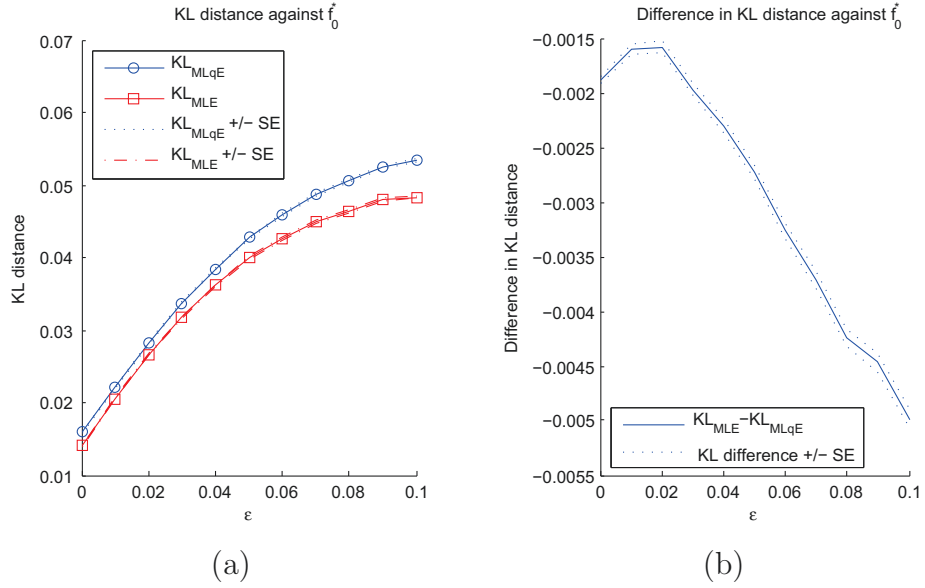 KL distance against f*0
0.07
0.06
0.05
0.04
0.03
0.02
0.01
KL distance
KL_MLqE
KL_MLE
KL_MLqE +/− SE
KL_MLE +/− SE
0 0.02 0.04 0.06 0.08 0.1
ε
(a)
Difference in KL distance against f*0
−0.0015
−0.002
−0.0025
−0.003
−0.0035
−0.004
−0.0045
−0.005
−0.0055
Difference in KL distance
KL_MLE−KL_MLqE
KL difference +/− SE
0 0.02 0.04 0.06 0.08 0.1
ε
(b)